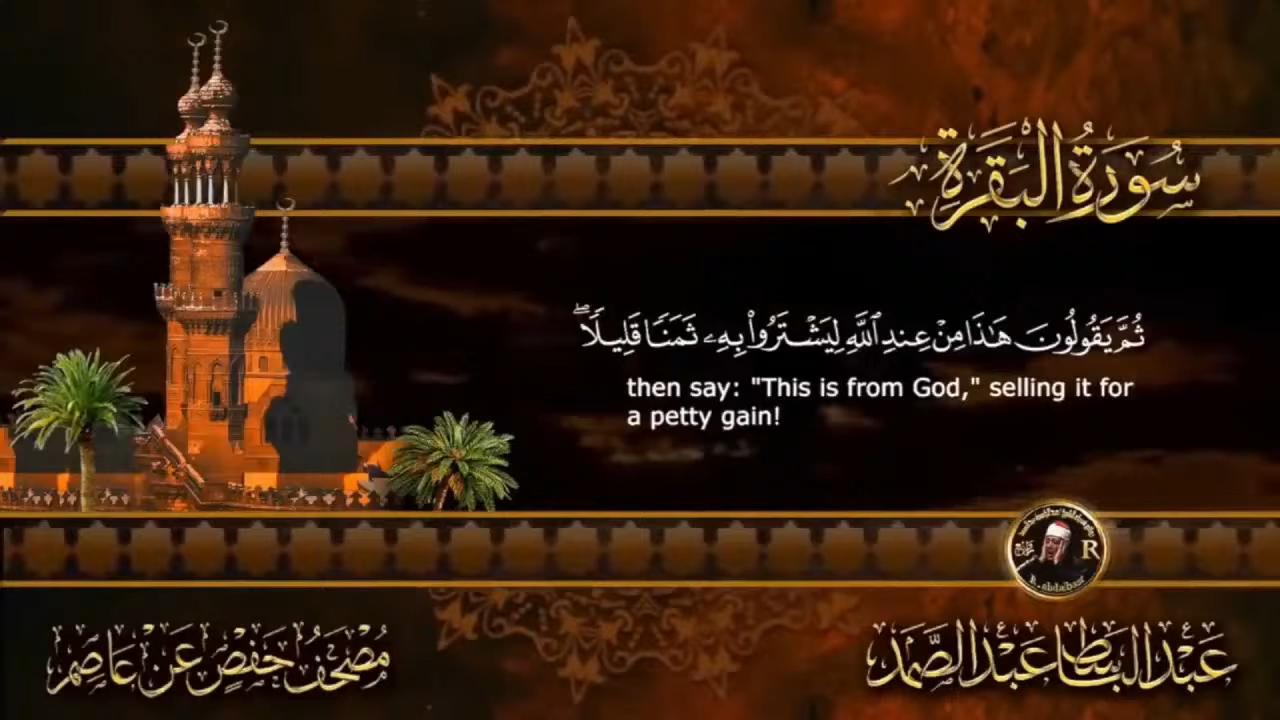 سُورَةُ البَقَرَةِ
ثُمَّ يَقُولُونَ هَٰذَا مِنْ عِندِ ٱللَّهِ لِيَشْتَرُوا۟ بِهِۦ ثَمَنًا قَلِيلًا ۖ
then say: "This is from God," selling it for
a petty gain!
R
عَبْدُ البَاسِط عَبْدُ الصَّمَد
مُصْحَفُ حَفْصٍ عَنْ عَاصِم